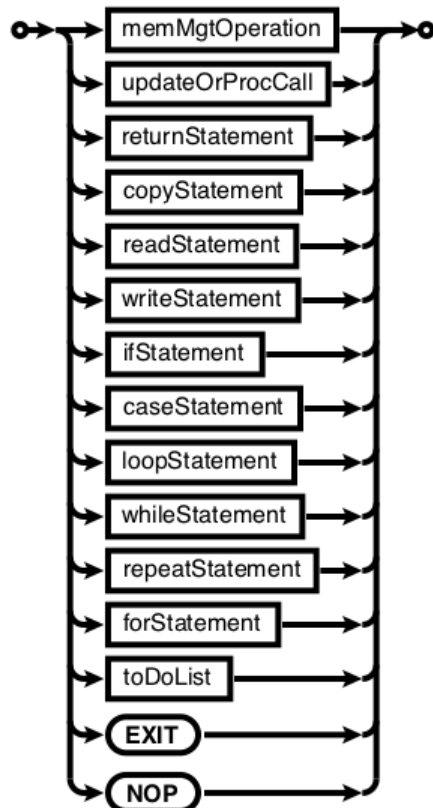 memMgtOperation
updateOrProcCall
returnStatement
copyStatement
readStatement
writeStatement
ifStatement
caseStatement
loopStatement
whileStatement
repeatStatement
forStatement
toDoList
EXIT
NOP